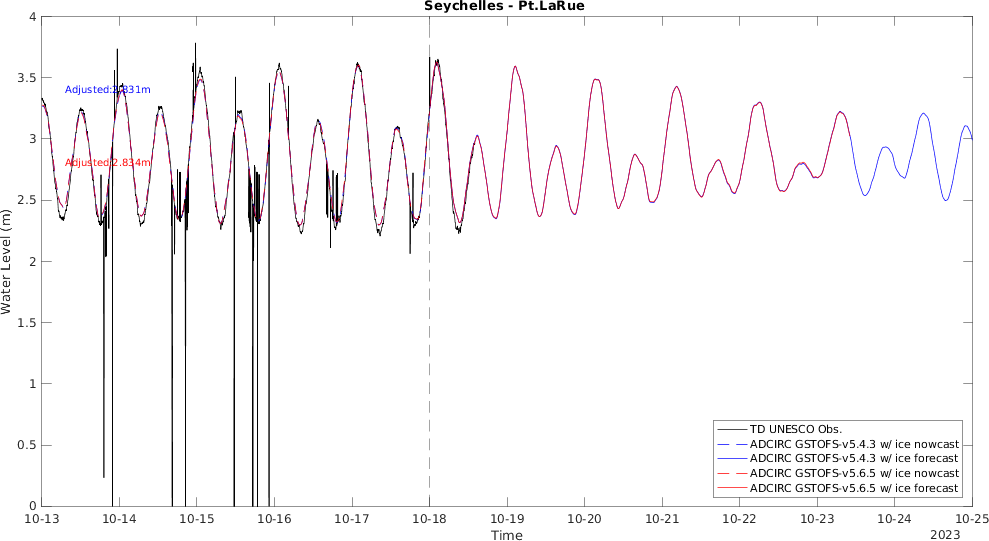 Seychelles - Pt.LaRue
Water Level (m)
4
3.5
3
2.5
2
1.5
1
0.5
0
Adjusted:2.831m
Adjusted:2.834m
TD UNESCO Obs.
ADCIRC GSTOFS-v5.4.3 w/ ice nowcast
ADCIRC GSTOFS-v5.4.3 w/ ice forecast
ADCIRC GSTOFS-v5.6.5 w/ ice nowcast
ADCIRC GSTOFS-v5.6.5 w/ ice forecast
10-13 10-14 10-15 10-16 10-17 10-18 10-19 10-20 10-21 10-22 10-23 10-24 10-25
Time
2023